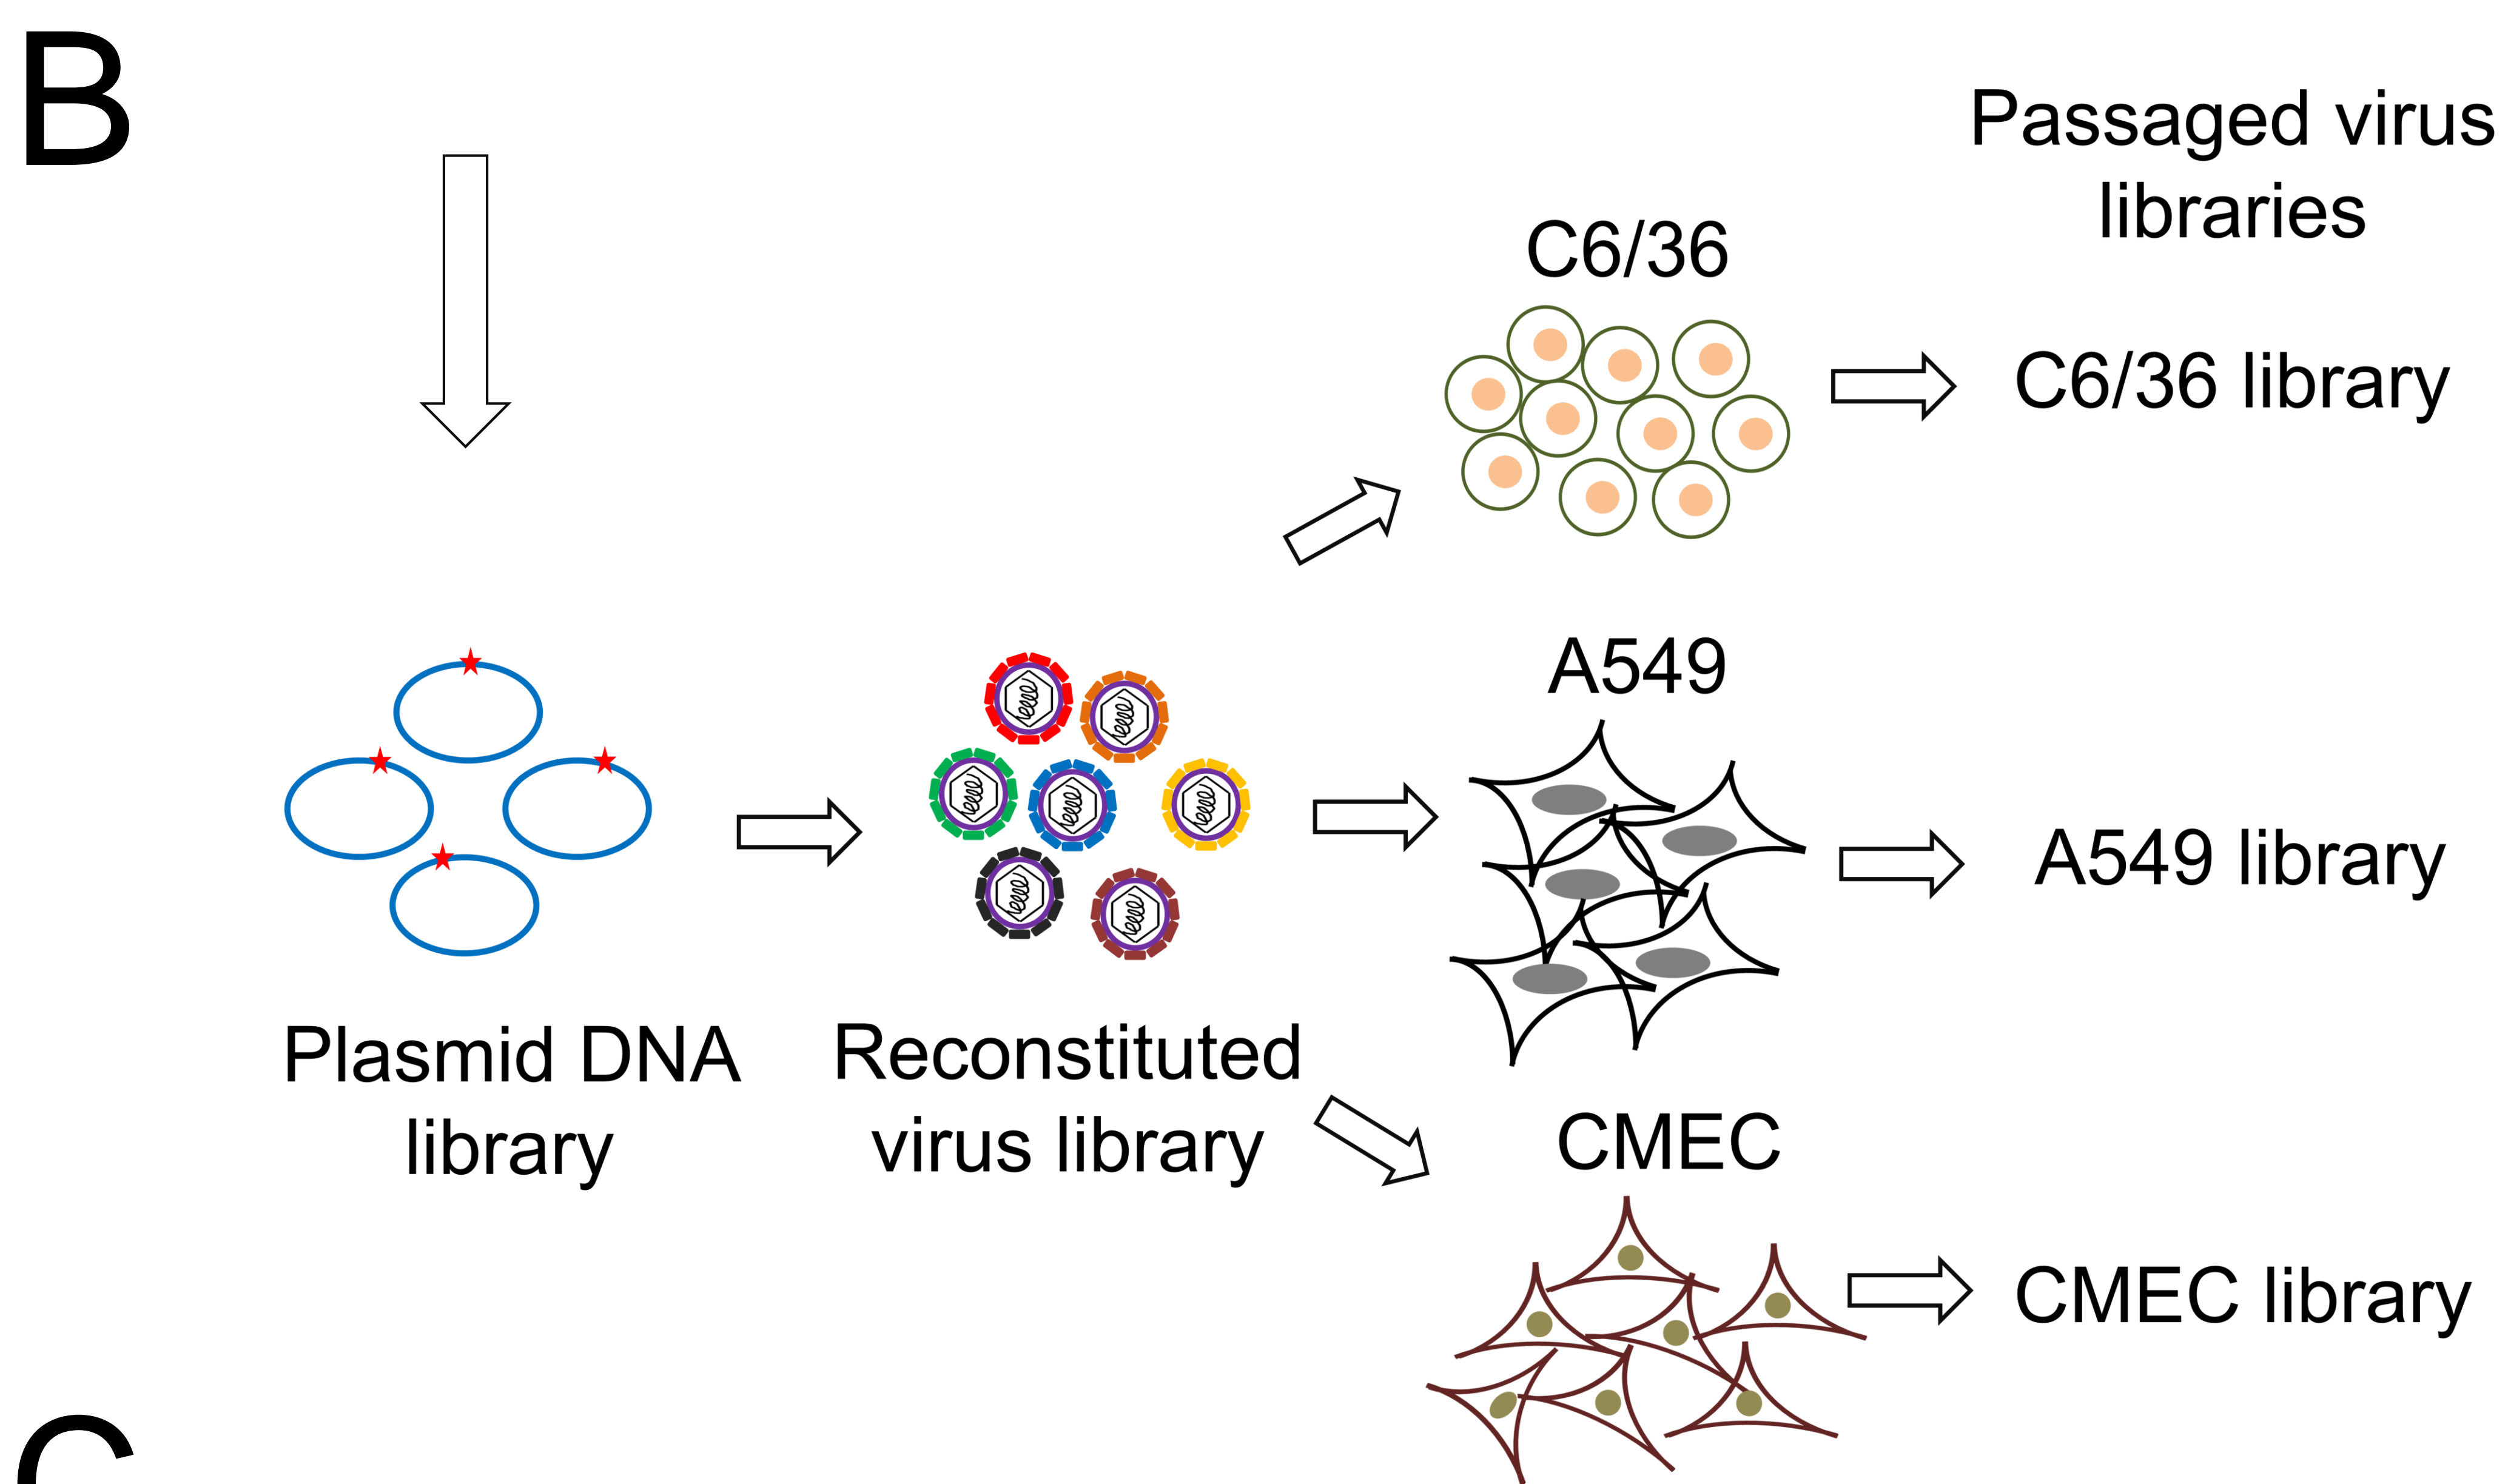 B
Passaged virus
libraries
C6/36
C6/36 library
A549
A549 library
Plasmid DNA
library
Reconstituted
virus library
CMEC
CMEC library
C